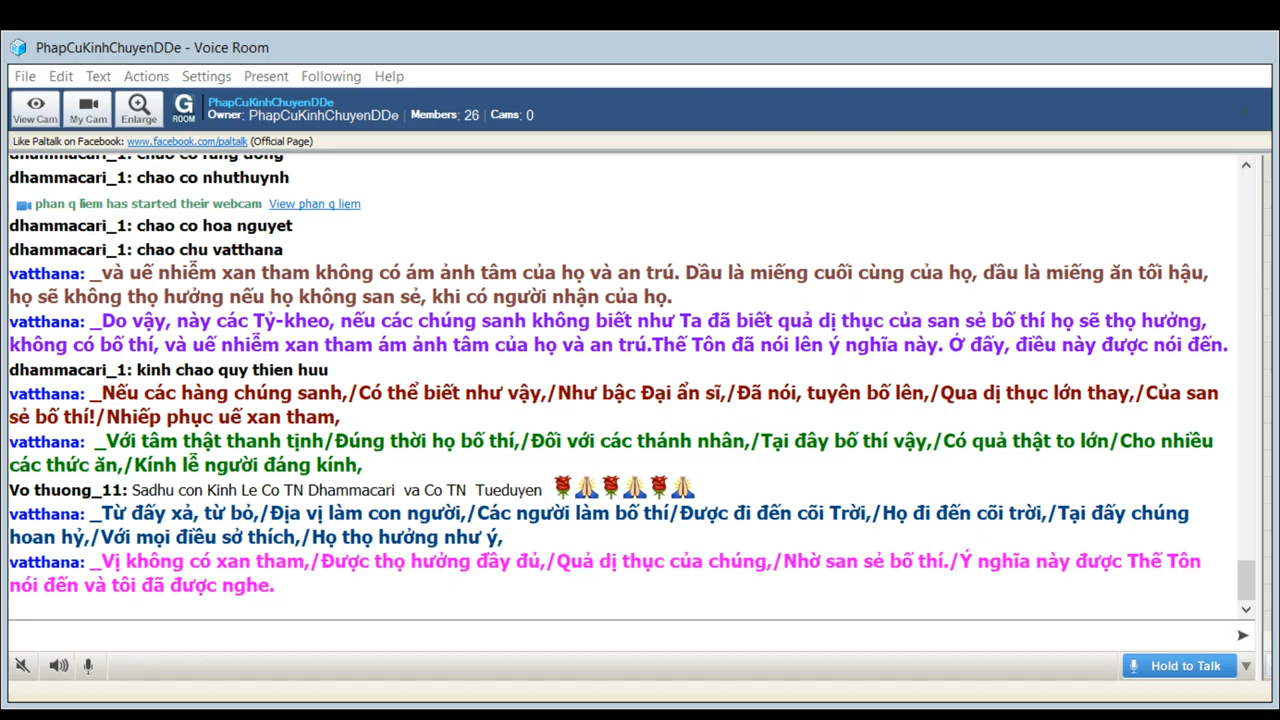 PhapCuKinhChuyenDDe - Voice Room
File Edit Text Actions Settings Present Following Help
View Cam My Cam Enlarge G ROOM
PhapCuKinhChuyenDDe
Owner: PhapCuKinhChuyenDDe | Members: 26 | Cams: 0
Like Paltalk on Facebook: www.facebook.com/paltalk (Official Page)
dhammacari_1: chao co rang dong
dhammacari_1: chao co nhuthuynh
phan q liem has started their webcam View phan q liem
dhammacari_1: chao co hoa nguyet
dhammacari_1: chao chu vatthana
vatthana: _và uế nhiễm xan tham không có ám ảnh tâm của họ và an trú. Dầu là miếng cuối cùng của họ, dầu là miếng ăn tối hậu,
họ sẽ không thọ hưởng nếu họ không san sẻ, khi có người nhận của họ.
vatthana: _Do vậy, này các Tỷ-kheo, nếu các chúng sanh không biết như Ta đã biết quả dị thục của san sẻ bố thí họ sẽ thọ hưởng,
không có bố thí, và uế nhiễm xan tham ám ảnh tâm của họ và an trú.Thế Tôn đã nói lên ý nghĩa này. Ở đấy, điều này được nói đến.
dhammacari_1: kinh chao quy thien huu
vatthana: _Nếu các hàng chúng sanh,/Có thể biết như vậy,/Như bậc Đại ẩn sĩ,/Đã nói, tuyên bố lên,/Qua dị thục lớn thay,/Của san
sẻ bố thí!/Nhiếp phục uế xan tham,
vatthana: _Với tâm thật thanh tịnh/Đúng thời họ bố thí,/Đối với các thánh nhân,/Tại đây bố thí vậy,/Có quả thật to lớn/Cho nhiều
các thức ăn,/Kính lễ người đáng kính,
Vo thuong_11: Sadhu con Kinh Le Co TN Dhammacari va Co TN Tueduyen 🌹🙏🌹🙏🌹🙏
vatthana: _Từ đấy xả, từ bỏ,/Địa vị làm con người,/Các người làm bố thí/Được đi đến cõi Trời,/Họ đi đến cõi trời,/Tại đấy chúng
hoan hỷ,/Với mọi điều sở thích,/Họ thọ hưởng như ý,
vatthana: _Vị không có xan tham,/Được thọ hưởng đầy đủ,/Quả dị thục của chúng,/Nhờ san sẻ bố thí./Ý nghĩa này được Thế Tôn
nói đến và tôi đã được nghe.
Hold to Talk